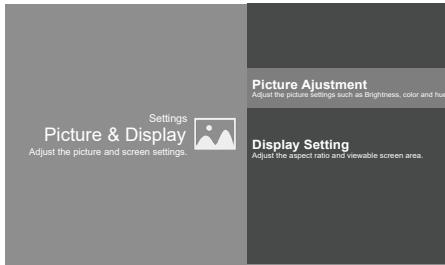 Settings
Picture & Display
Adjust the picture and screen settings.
Picture Ajustment
Adjust the picture settings such as Brightness, color and hue
Display Setting
Adjust the aspect ratio and viewable screen area.